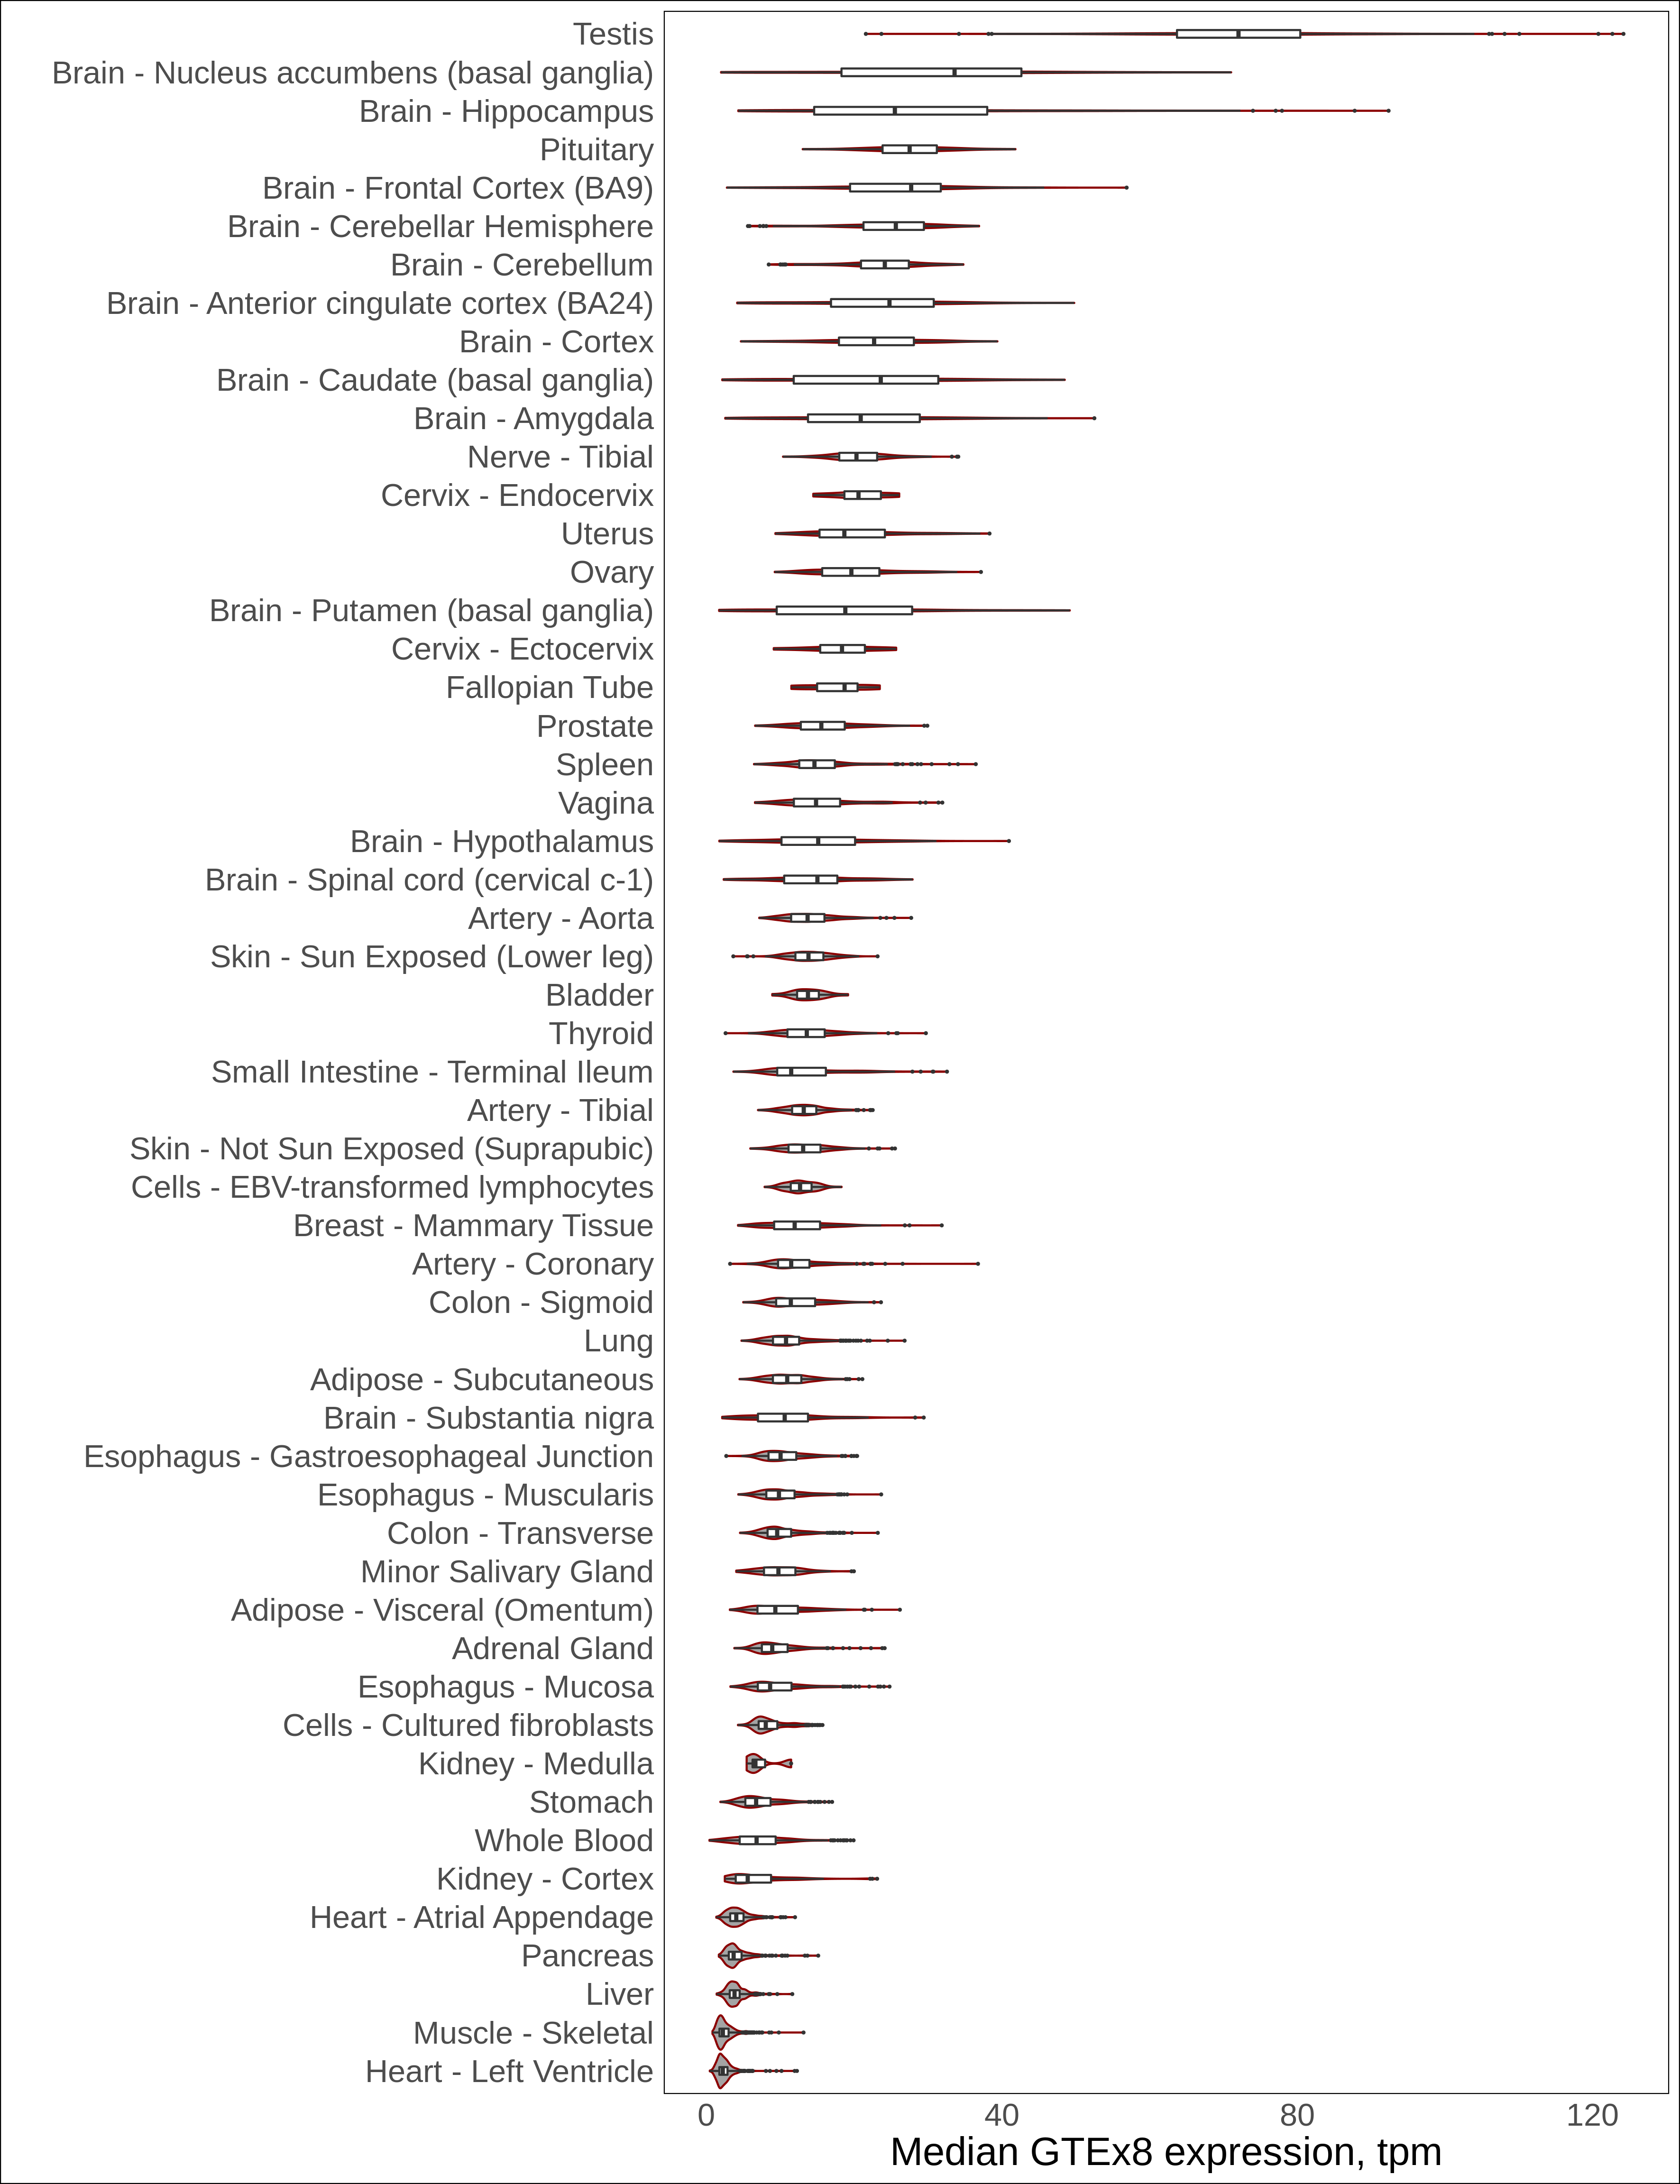 Testis
Brain - Nucleus accumbens (basal ganglia)
Brain - Hippocampus
Pituitary
Brain - Frontal Cortex (BA9)
Brain - Cerebellar Hemisphere
Brain - Cerebellum
Brain - Anterior cingulate cortex (BA24)
Brain - Cortex
Brain - Caudate (basal ganglia)
Brain - Amygdala
Nerve - Tibial
Cervix - Endocervix
Uterus
Ovary
Brain - Putamen (basal ganglia)
Cervix - Ectocervix
Fallopian Tube
Prostate
Spleen
Vagina
Brain - Hypothalamus
Brain - Spinal cord (cervical c-1)
Artery - Aorta
Skin - Sun Exposed (Lower leg)
Bladder
Thyroid
Small Intestine - Terminal Ileum
Artery - Tibial
Skin - Not Sun Exposed (Suprapubic)
Cells - EBV-transformed lymphocytes
Breast - Mammary Tissue
Artery - Coronary
Colon - Sigmoid
Lung
Adipose - Subcutaneous
Brain - Substantia nigra
Esophagus - Gastroesophageal Junction
Esophagus - Muscularis
Colon - Transverse
Minor Salivary Gland
Adipose - Visceral (Omentum)
Adrenal Gland
Esophagus - Mucosa
Cells - Cultured fibroblasts
Kidney - Medulla
Stomach
Whole Blood
Kidney - Cortex
Heart - Atrial Appendage
Pancreas
Liver
Muscle - Skeletal
Heart - Left Ventricle
0 40 80 120
Median GTEx8 expression, tpm